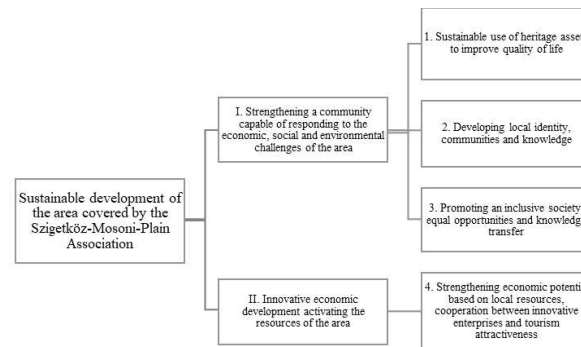 Sustainable development of
the area covered by the
Szigetköz-Mosoni-Plain
Association
I. Strengthening a community
capable of responding to the
economic, social and environmental
challenges of the area
1. Sustainable use of heritage asset
to improve quality of life
2. Developing local identity,
communities and knowledge
3. Promoting an inclusive society
equal opportunities and knowledg
transfer
II. Innovative economic
development activating the
resources of the area
4. Strengthening economic potenti
based on local resources,
cooperation between innovative
enterprises and tourism
attractiveness